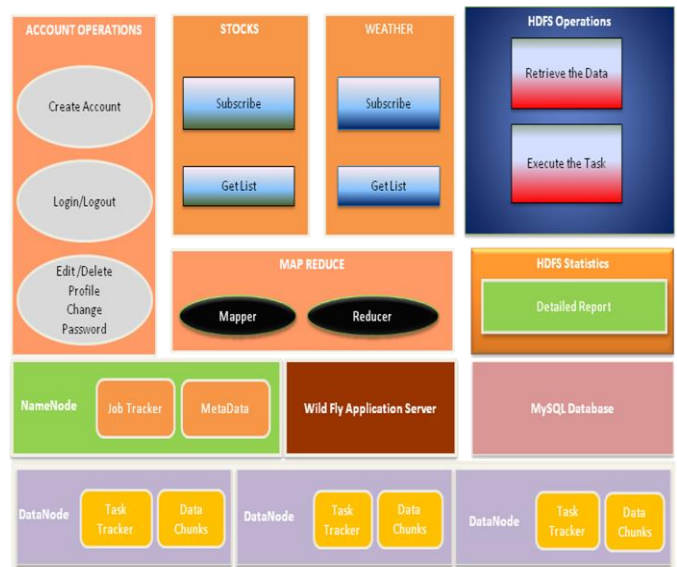 ACCOUNT OPERATIONS
Create Account
Login/Logout
Edit/Delete
Profile
Change
Password
STOCKS
Subscribe
Get List
WEATHER
Subscribe
Get List
HDFS Operations
Retrieve the Data
Execute the Task
MAP REDUCE
Mapper
Reducer
HDFS Statistics
Detailed Report
NameNode
Job Tracker
MetaData
Wild Fly Application Server
MySQL Database
DataNode
Task
Tracker
Data
Chunks
DataNode
Task
Tracker
Data
Chunks
DataNode
Task
Tracker
Data
Chunks